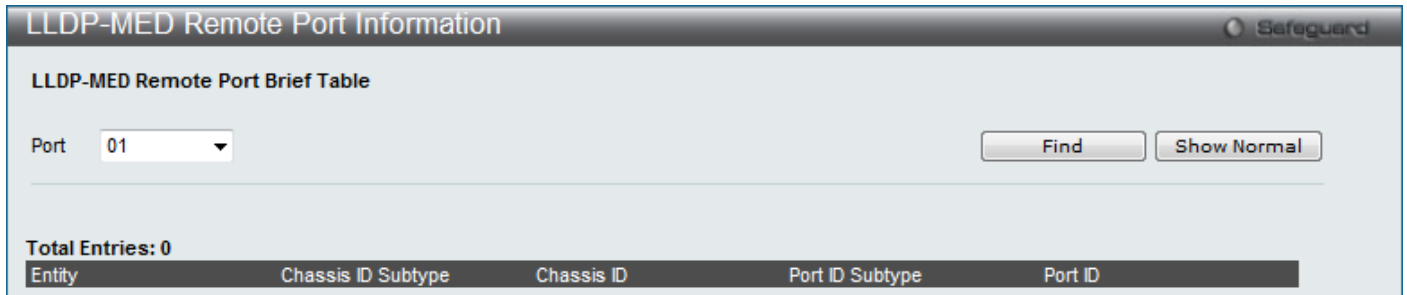 LLDP-MED Remote Port Information Safeguard
LLDP-MED Remote Port Brief Table
Port 01 Find Show Normal
Total Entries: 0
Entity Chassis ID Subtype Chassis ID Port ID Subtype Port ID